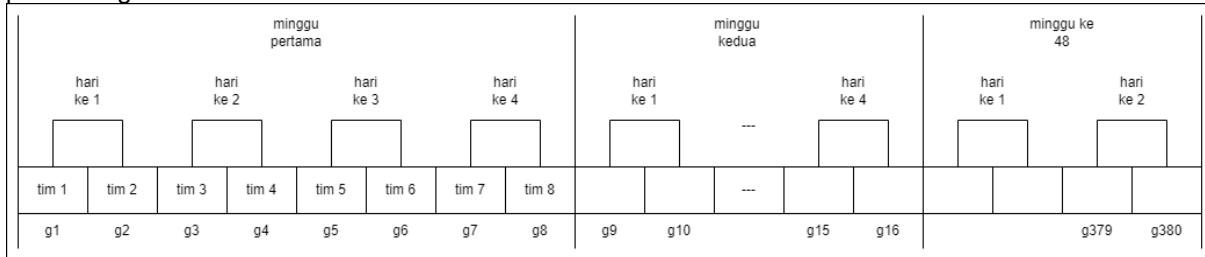 minggu
pertama
minggu
kedua
minggu ke
48
hari
ke 1
hari
ke 2
hari
ke 3
hari
ke 4
hari
ke 1
hari
ke 4
hari
ke 1
hari
ke 2
---
tim 1 tim 2 tim 3 tim 4 tim 5 tim 6 tim 7 tim 8 ---
g1 g2 g3 g4 g5 g6 g7 g8 g9 g10 g15 g16 g379 g380